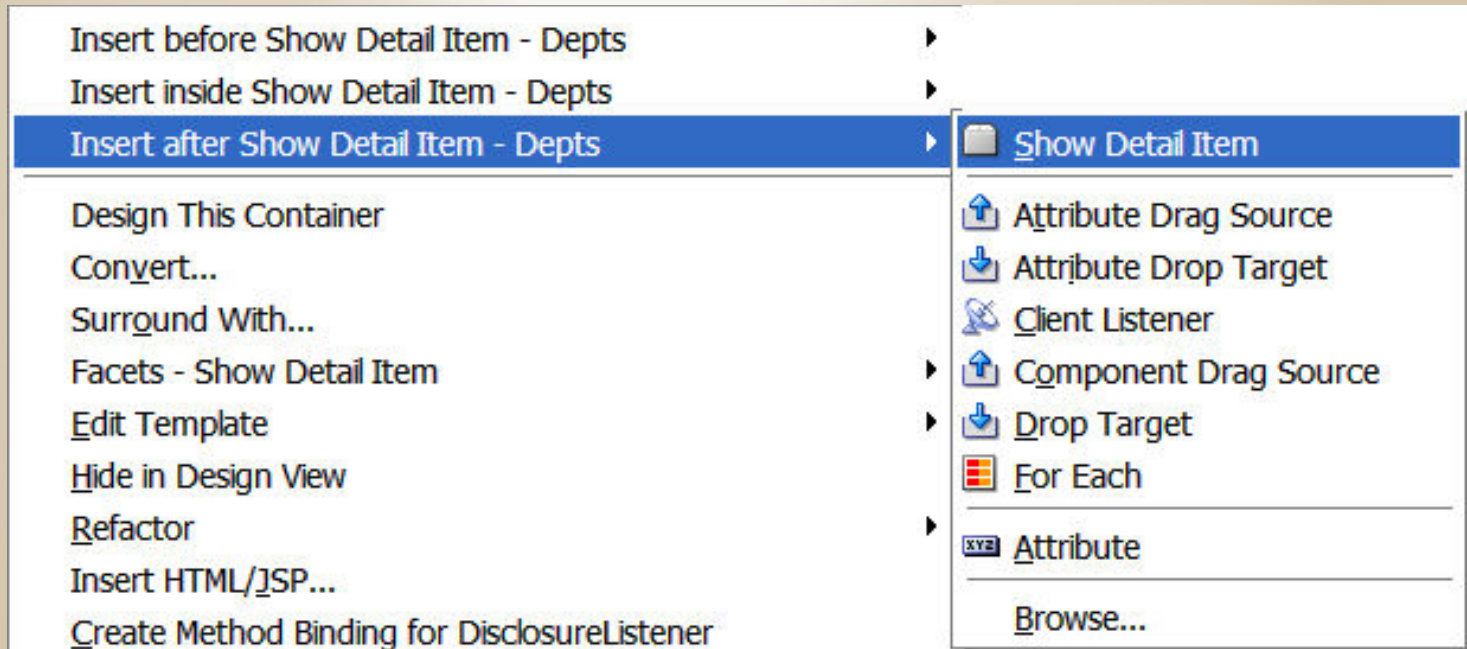 Insert before Show Detail Item - Depts
Insert inside Show Detail Item - Depts
Insert after Show Detail Item - Depts
Design This Container
Convert...
Surround With...
Facets - Show Detail Item
Edit Template
Hide in Design View
Refactor
Insert HTML/JSP...
Create Method Binding for DisclosureListener
Show Detail Item
Attribute Drag Source
Attribute Drop Target
Client Listener
Component Drag Source
Drop Target
For Each
XYZ Attribute
Browse...